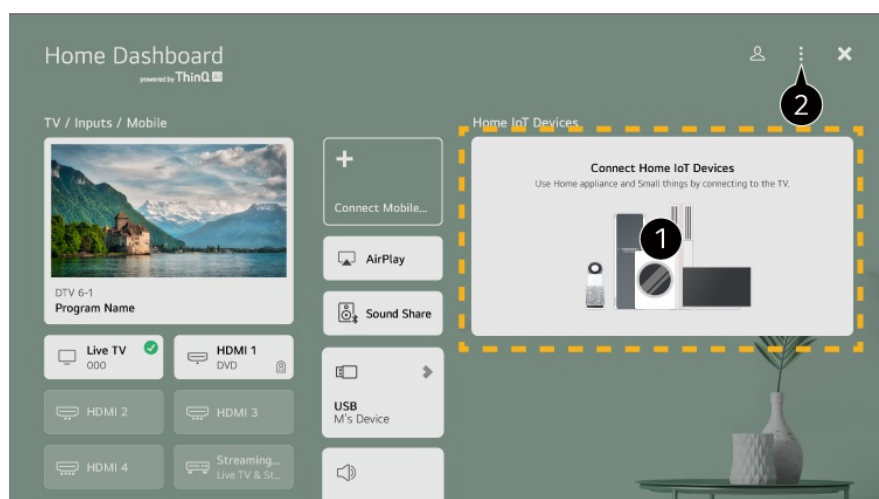 Home Dashboard
powered by ThinQ AI
2
TV / Inputs / Mobile
Home IoT Devices
DTV 6-1
Program Name
Live TV
000
HDMI 1
DVD
HDMI 2
HDMI 3
HDMI 4
Streaming...
Live TV & St...
+
Connect Mobile...
AirPlay
Sound Share
USB
M's Device
Connect Home IoT Devices
Use Home appliance and Small things by connecting to the TV.
1